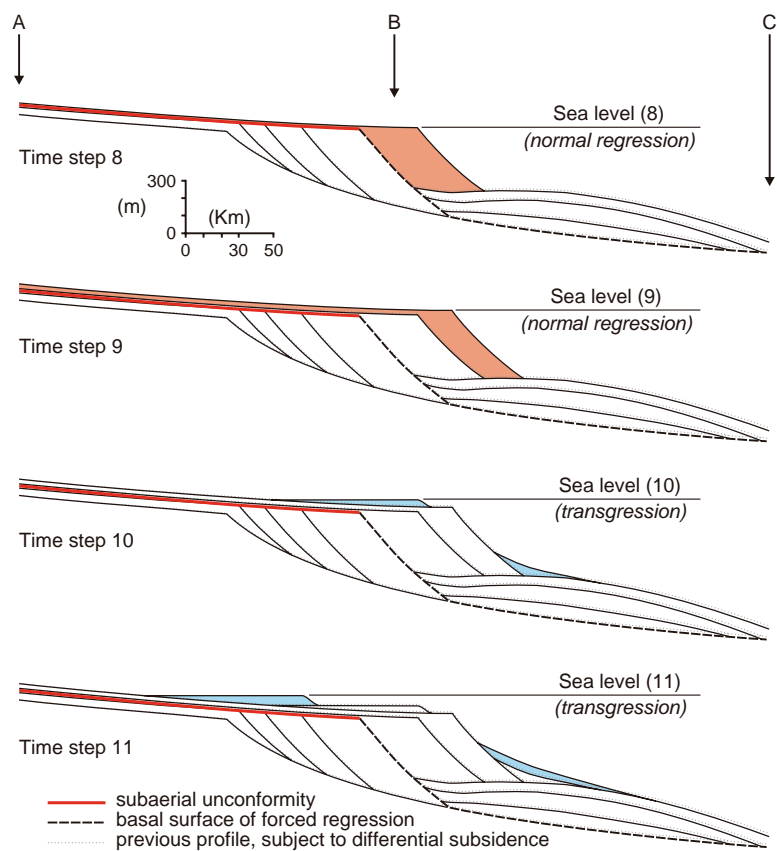 A
B
C
Sea level (8)
(normal regression)
Time step 8
300
(m)
(Km)
0
0
30
50
Sea level (9)
(normal regression)
Time step 9
Sea level (10)
(transgression)
Time step 10
Sea level (11)
(transgression)
Time step 11
subaerial unconformity
basal surface of forced regression
previous profile, subject to differential subsidence